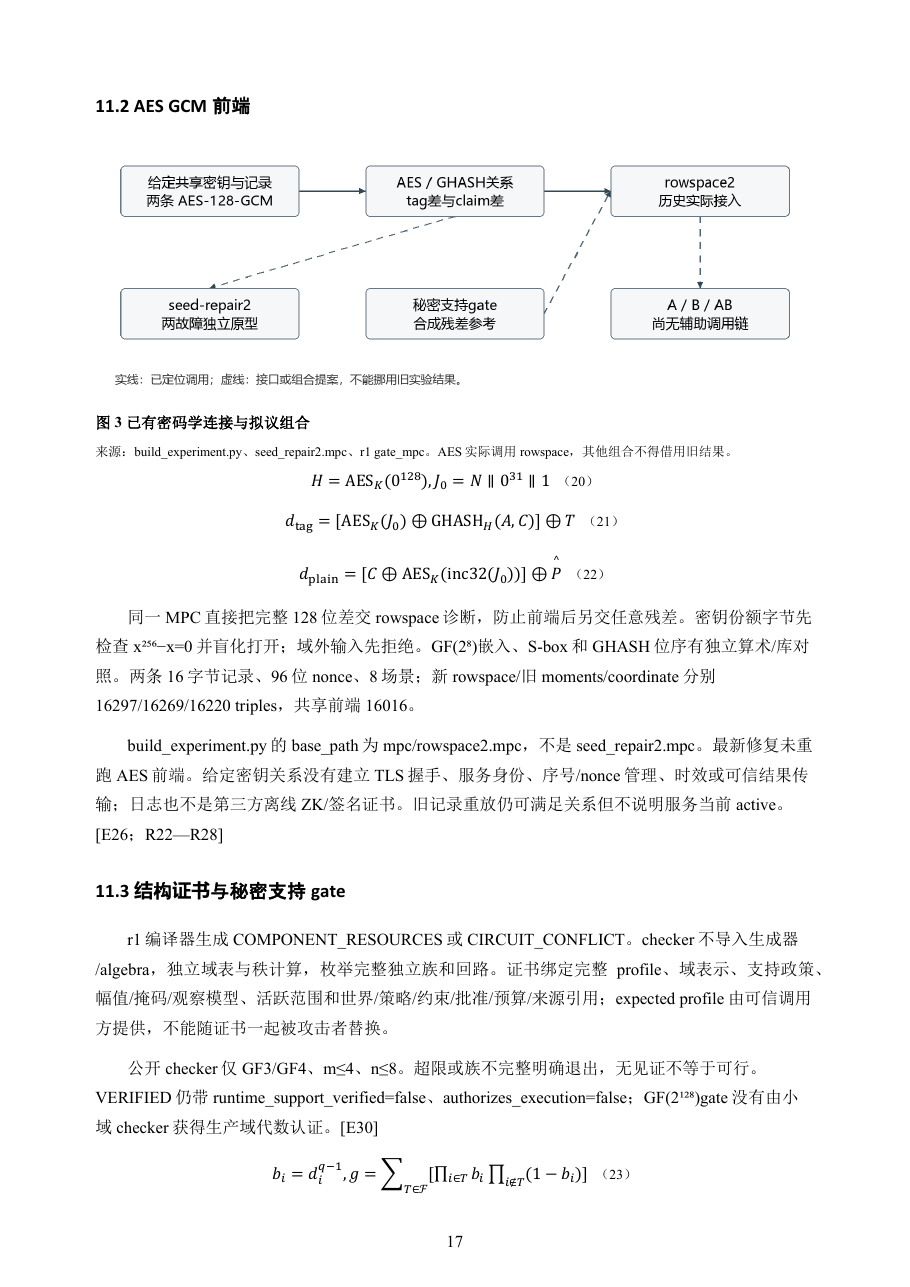 11.2 AES GCM 前端
给定共享密钥与记录
两条 AES-128-GCM
AES / GHASH关系
tag差与claim差
rowspace2
历史实际接入
seed-repair2
两故障独立原型
秘密支持gate
合成残差参考
A / B / AB
尚无辅助调用链
实线：已定位调用；虚线：接口或组合提案，不能挪用旧实验结果。
图 3 已有密码学连接与拟议组合
来源：build_experiment.py、seed_repair2.mpc、r1 gate_mpc。AES 实际调用 rowspace，其他组合不得借用旧结果。
𝐻 = AES_𝐾(0¹²⁸), 𝐽₀ = 𝑁 ∥ 0³¹ ∥ 1 （20）
𝑑_tag = [AES_𝐾(𝐽₀) ⊕ GHASH_𝐻(𝐴, 𝐶)] ⊕ 𝑇 （21）
𝑑_plain = [𝐶 ⊕ AES_𝐾(inc32(𝐽₀))] ⊕ 𝑃̂ （22）
同一 MPC 直接把完整 128 位差交 rowspace 诊断，防止前端后另交任意残差。密钥份额字节先
检查 x²⁵⁶−x=0 并盲化打开；域外输入先拒绝。GF(2⁸)嵌入、S-box 和 GHASH 位序有独立算术/库对
照。两条 16 字节记录、96 位 nonce、8 场景；新 rowspace/旧 moments/coordinate 分别
16297/16269/16220 triples，共享前端 16016。
build_experiment.py 的 base_path 为 mpc/rowspace2.mpc，不是 seed_repair2.mpc。最新修复未重
跑 AES 前端。给定密钥关系没有建立 TLS 握手、服务身份、序号/nonce 管理、时效或可信结果传
输；日志也不是第三方离线 ZK/签名证书。旧记录重放仍可满足关系但不说明服务当前 active。
[E26；R22—R28]
11.3 结构证书与秘密支持 gate
r1 编译器生成 COMPONENT_RESOURCES 或 CIRCUIT_CONFLICT。checker 不导入生成器
/algebra，独立域表与秩计算，枚举完整独立族和回路。证书绑定完整 profile、域表示、支持政策、
幅值/掩码/观察模型、活跃范围和世界/策略/约束/批准/预算/来源引用；expected profile 由可信调用
方提供，不能随证书一起被攻击者替换。
公开 checker 仅 GF3/GF4、m≤4、n≤8。超限或族不完整明确退出，无见证不等于可行。
VERIFIED 仍带 runtime_support_verified=false、authorizes_execution=false；GF(2¹²⁸)gate 没有由小
域 checker 获得生产域代数认证。[E30]
𝑏ᵢ = 𝑑ᵢ^{𝑞−1}, 𝑔 = ∑_{𝑇∈ℱ}[∏_{𝑖∈𝑇} 𝑏ᵢ ∏_{𝑖∉𝑇}(1 − 𝑏ᵢ)] （23）
17